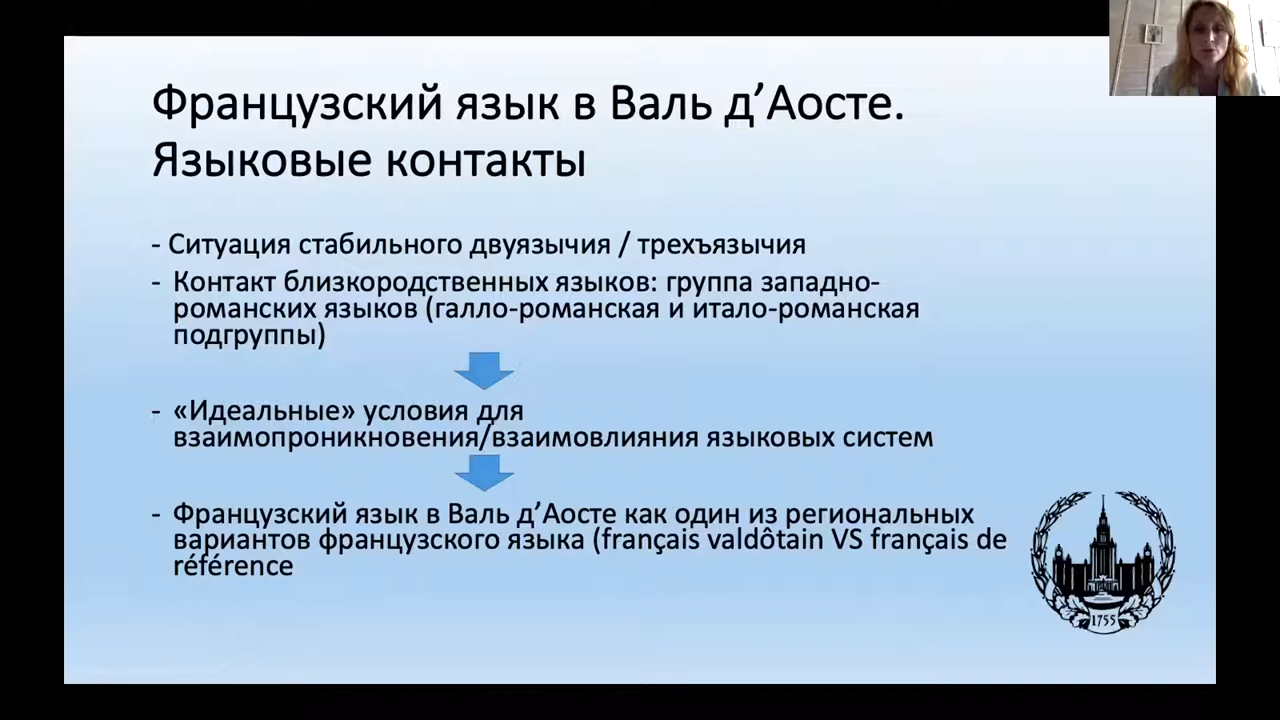 Французский язык в Валь д’Аосте.
Языковые контакты
- Ситуация стабильного двуязычия / трехъязычия
- Контакт близкородственных языков: группа западно-
романских языков (галло-романская и итало-романская
подгруппы)
- «Идеальные» условия для
взаимопроникновения/взаимовлияния языковых систем
- Французский язык в Валь д’Аосте как один из региональных
вариантов французского языка (français valdôtain VS français de
référence
1755